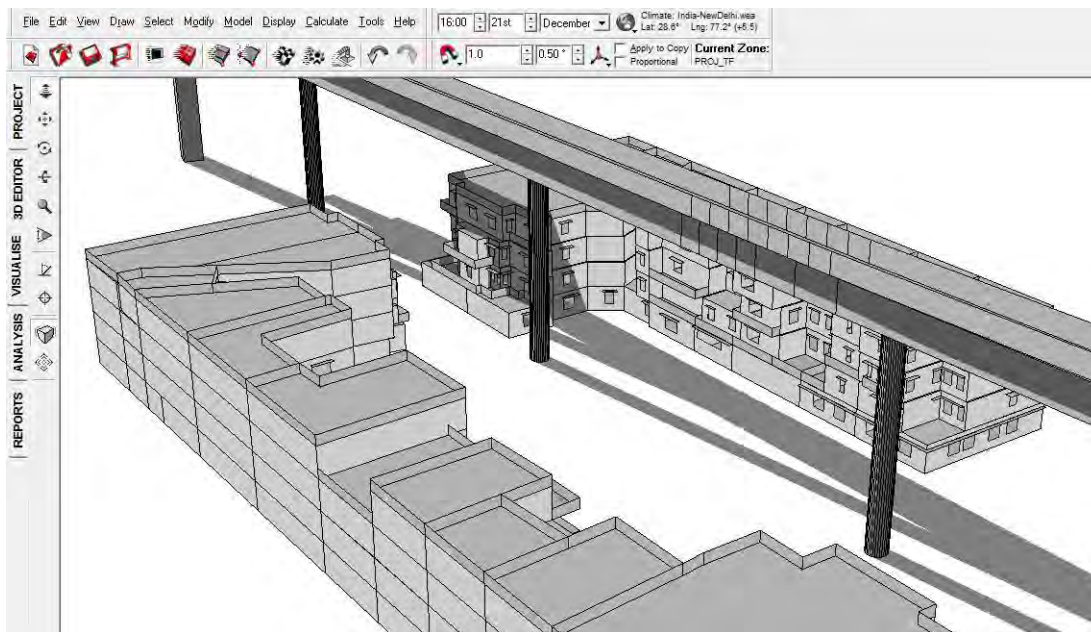 File Edit View Draw Select Modify Model Display Calculate Tools Help
16:00 21st December
Climate: India-NewDelhi.wea
Lat: 28.6° Lng: 77.2° (+5.5)
1.0 0.50 °
Apply to Copy
Proportional
Current Zone:
PROJ_TF
PROJECT
3D EDITOR
VISUALISE
ANALYSIS
REPORTS